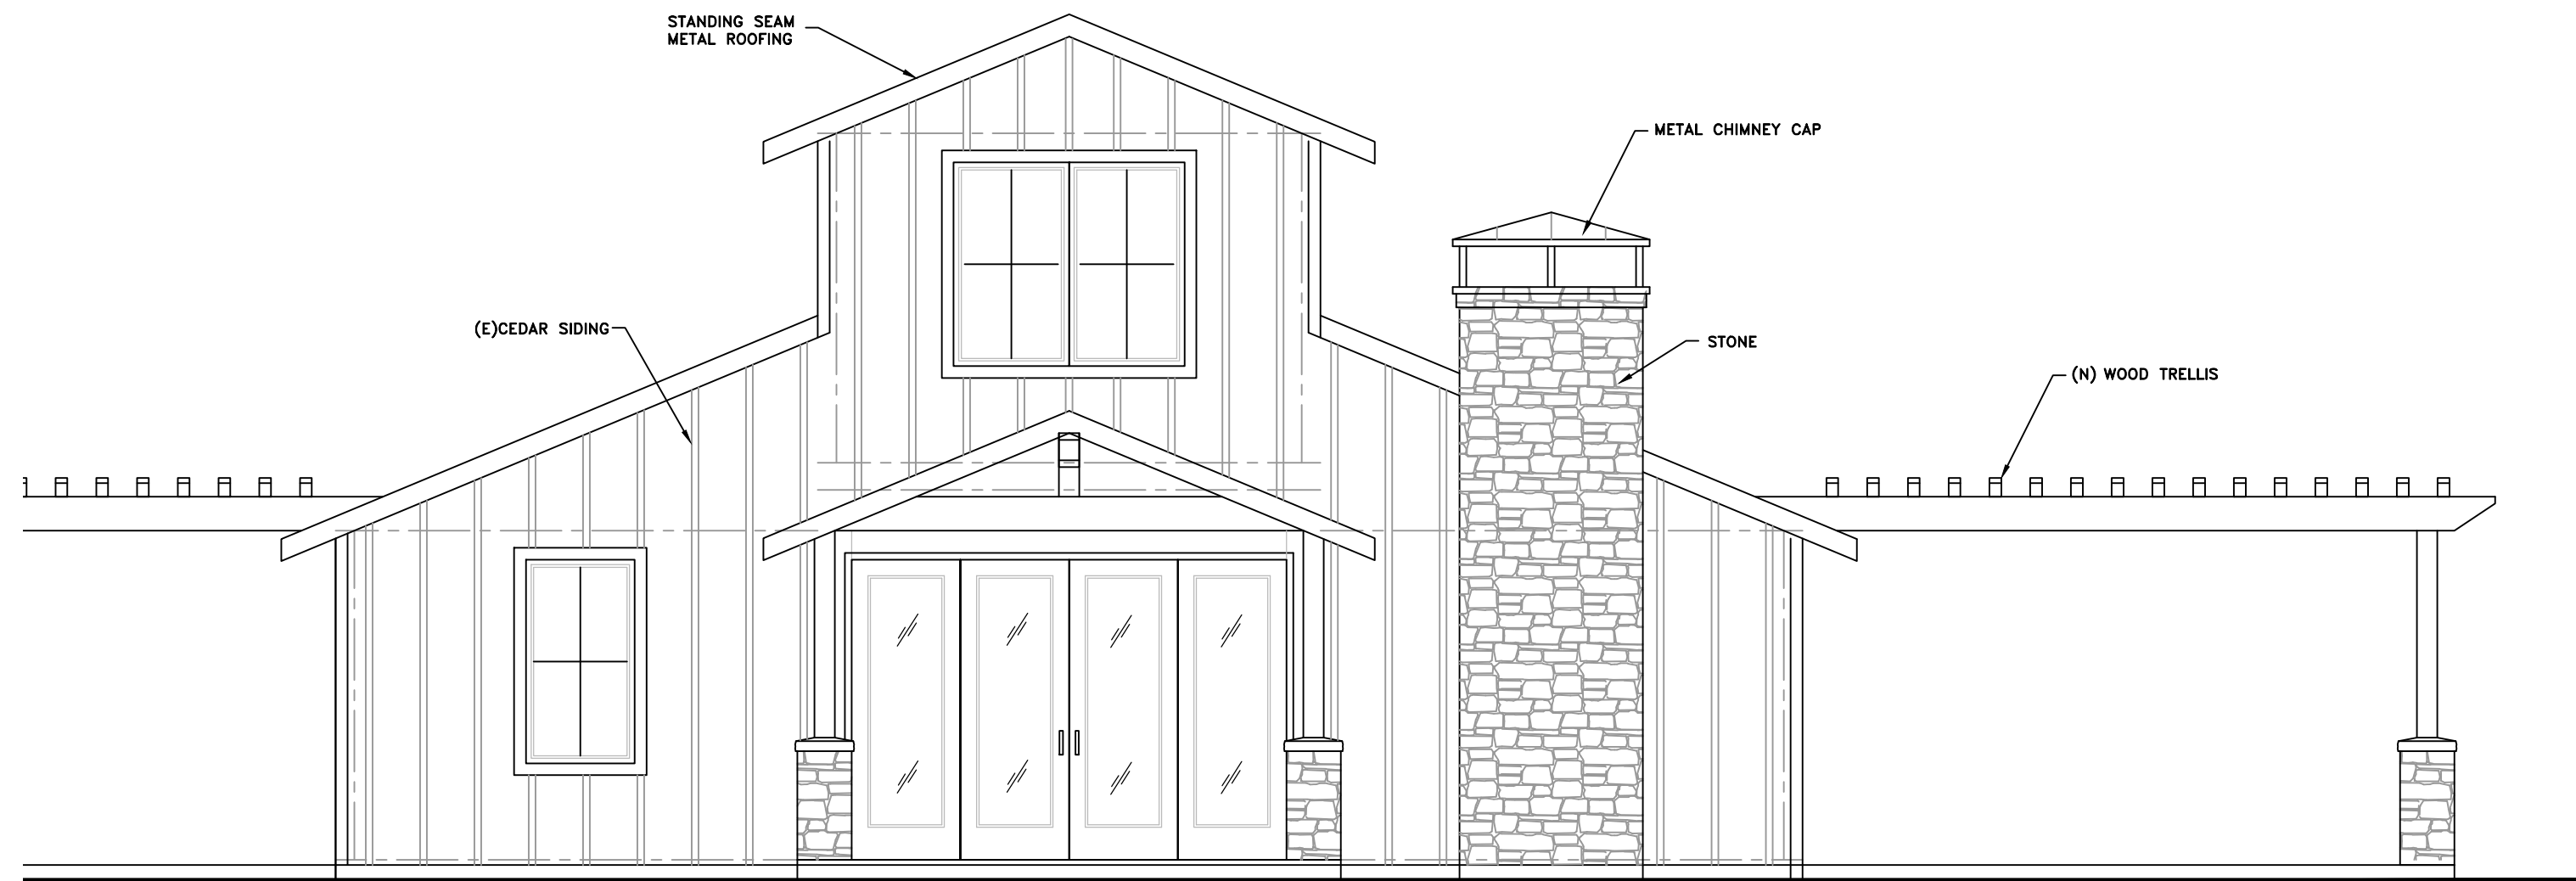 STANDING SEAM
METAL ROOFING
METAL CHIMNEY CAP
(E)CEDAR SIDING
STONE
(N) WOOD TRELLIS